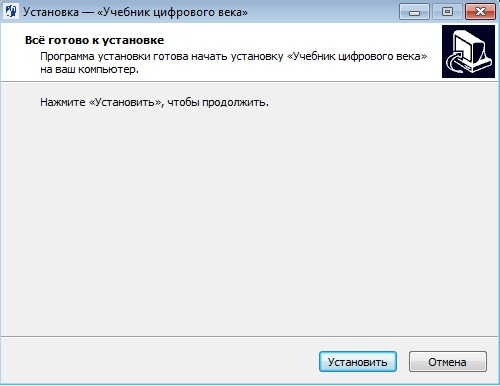 Установка — «Учебник цифрового века»
Всё готово к установке
Программа установки готова начать установку «Учебник цифрового века»
на ваш компьютер.
Нажмите «Установить», чтобы продолжить.
Установить
Отмена